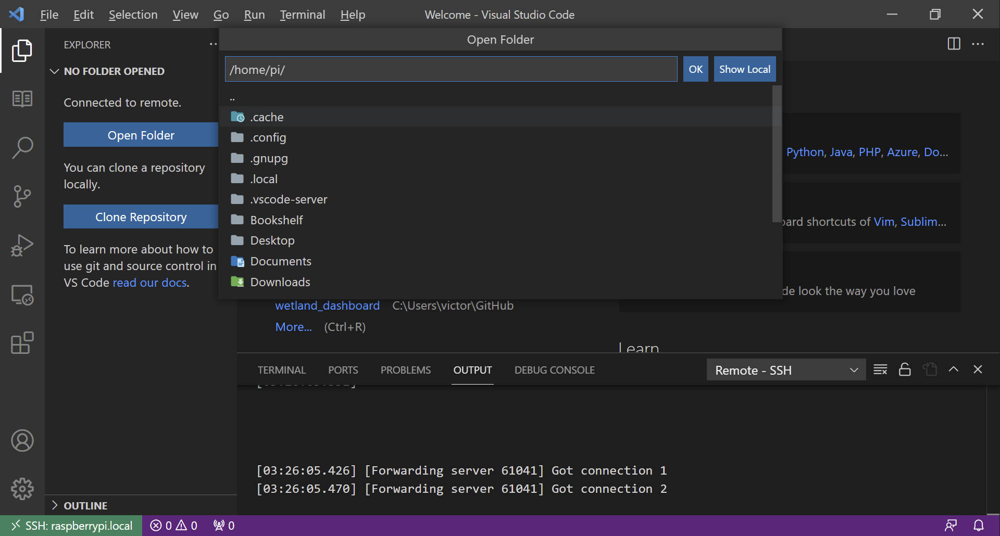 File Edit Selection View Go Run Terminal Help Welcome - Visual Studio Code
EXPLORER
NO FOLDER OPENED
Connected to remote.
Open Folder
You can clone a repository
locally.
Clone Repository
To learn more about how to
use git and source control in
VS Code read our docs.
OUTLINE
Open Folder
/home/pi/
OK
Show Local
..
.cache
.config
.gnupg
.local
.vscode-server
Bookshelf
Desktop
Documents
Downloads
Python, Java, PHP, Azure, Do...
shortcuts of Vim, Sublim...
look the way you love
wetland_dashboard C:\Users\victor\GitHub
More... (Ctrl+R)
Learn
TERMINAL PORTS PROBLEMS OUTPUT DEBUG CONSOLE Remote - SSH
[03:26:05.426] [Forwarding server 61041] Got connection 1
[03:26:05.470] [Forwarding server 61041] Got connection 2
SSH: raspberrypi.local 0 0 0